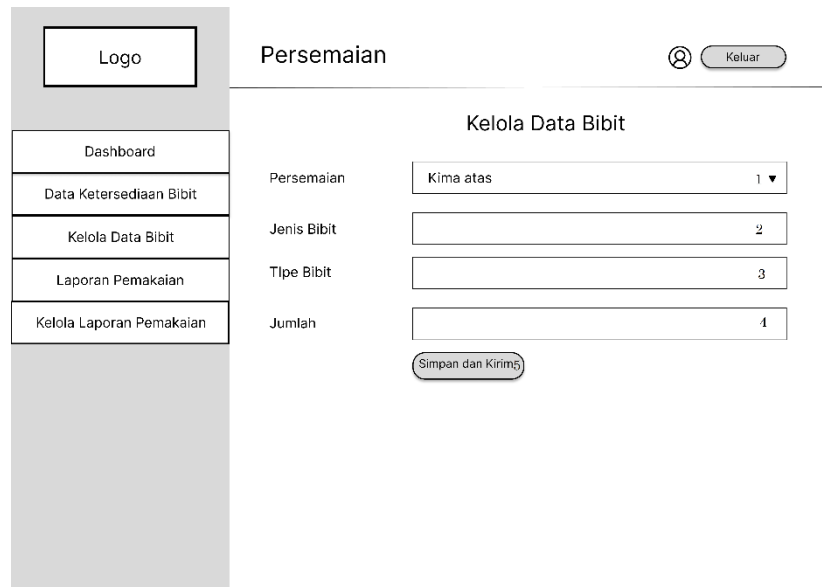 Logo
Persemaian
Keluar
Kelola Data Bibit
Dashboard
Data Ketersediaan Bibit
Kelola Data Bibit
Laporan Pemakaian
Kelola Laporan Pemakaian
Persemaian Kima atas 1 ▼
Jenis Bibit 2
TIpe Bibit 3
Jumlah 4
Simpan dan Kirim5